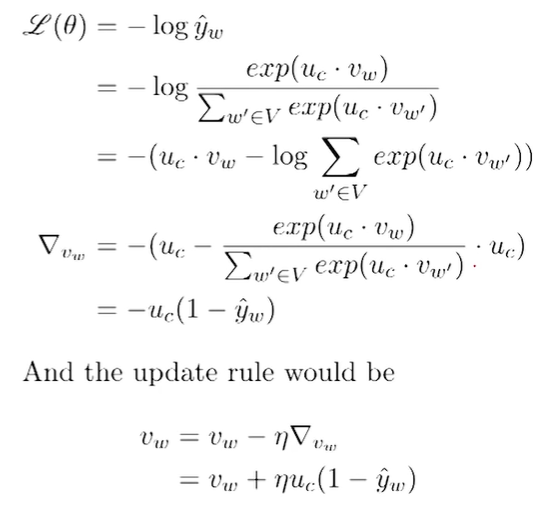 ℒ(θ) = − log ŷ_w
= − log exp(u_c · v_w) / ∑_{w′∈V} exp(u_c · v_{w′})
= −(u_c · v_w − log ∑_{w′∈V} exp(u_c · v_{w′}))
∇_{v_w} = −(u_c − exp(u_c · v_w) / ∑_{w′∈V} exp(u_c · v_{w′}) · u_c)
= −u_c(1 − ŷ_w)
And the update rule would be
v_w = v_w − η∇_{v_w}
= v_w + ηu_c(1 − ŷ_w)